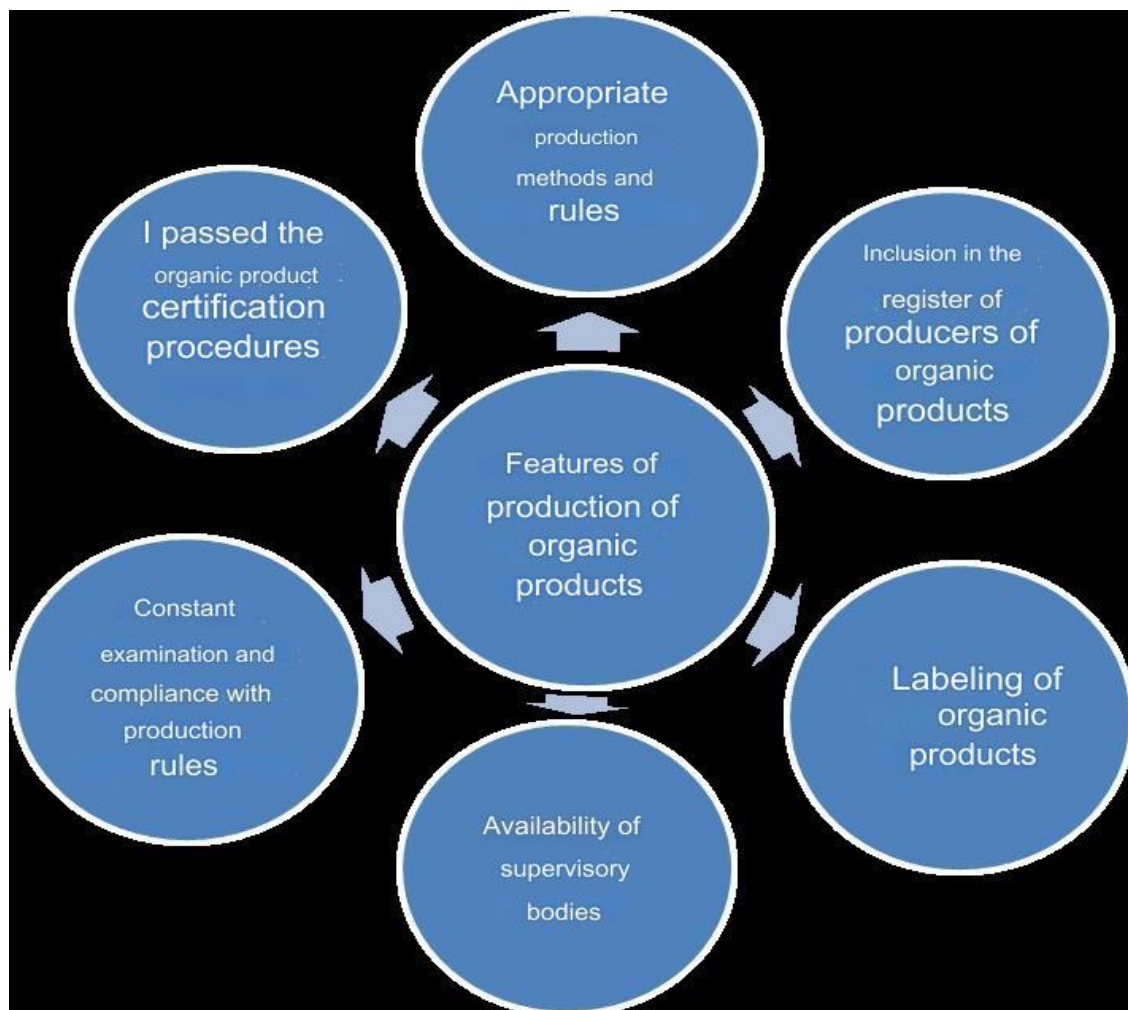 Appropriate
production
methods and
rules
I passed the
organic product
certification
procedures
Inclusion in the
register of
producers of
organic
products
Features of
production of
organic
products
Constant
examination and
compliance with
production
rules
Labeling of
organic
products
Availability of
supervisory
bodies